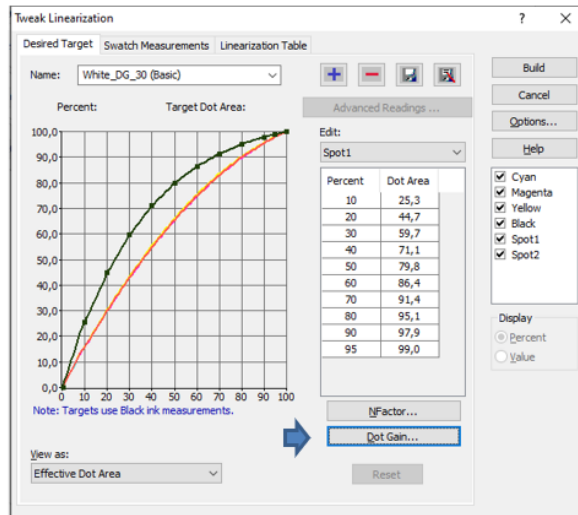 Tweak Linearization
? X
Desired Target Swatch Measurements Linearization Table
Name: White_DG_30 (Basic)
Percent: Target Dot Area:
Advanced Readings ...
Edit:
Spot1
Percent Dot Area
10 25,3
20 44,7
30 59,7
40 71,1
50 79,8
60 86,4
70 91,4
80 95,1
90 97,9
95 99,0
100,0
90,0
80,0
70,0
60,0
50,0
40,0
30,0
20,0
10,0
0,0
0 10 20 30 40 50 60 70 80 90 100
Note: Targets use Black ink measurements.
NFactor...
Dot Gain...
View as:
Effective Dot Area
Reset
Build
Cancel
Options...
Help
Cyan
Magenta
Yellow
Black
Spot1
Spot2
Display
Percent
Value